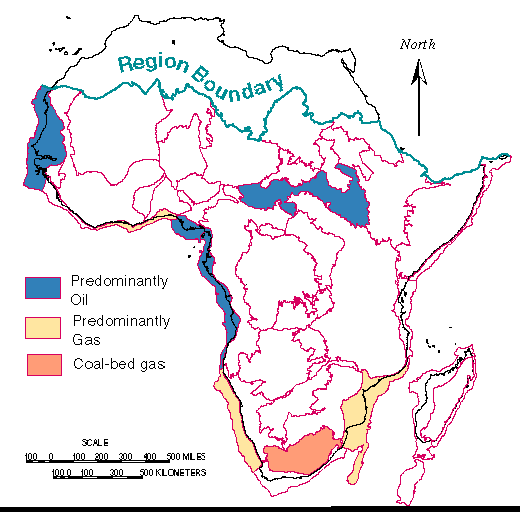 North
Region Boundary
Predominantly
Oil
Predominantly
Gas
Coal-bed gas
SCALE
100 0 100 200 300 400 500 MILES
100 0 100 300 500 KILOMETERS